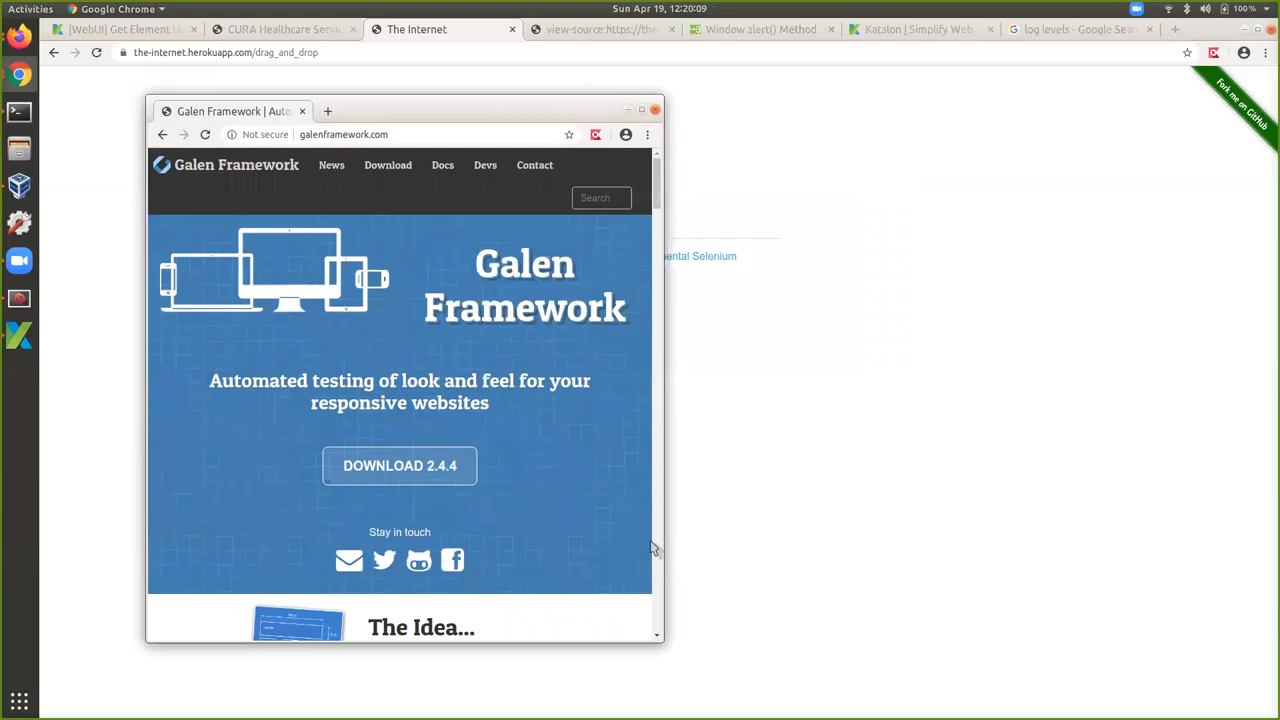 Activities
Google Chrome
Sun Apr 19, 12:20:09
100 %
[WebUI] Get Element H
CURA Healthcare Servic
The Internet
view-source:https://the-
Window alert() Method
Katalon | Simplify Web,
log levels - Google Sear
the-internet.herokuapp.com/drag_and_drop
Fork me on GitHub
Galen Framework | Auto
Not secure
galenframework.com
Galen Framework
News
Download
Docs
Devs
Contact
Search
Galen
Framework
ental Selenium
Automated testing of look and feel for your
responsive websites
DOWNLOAD 2.4.4
Stay in touch
The Idea...